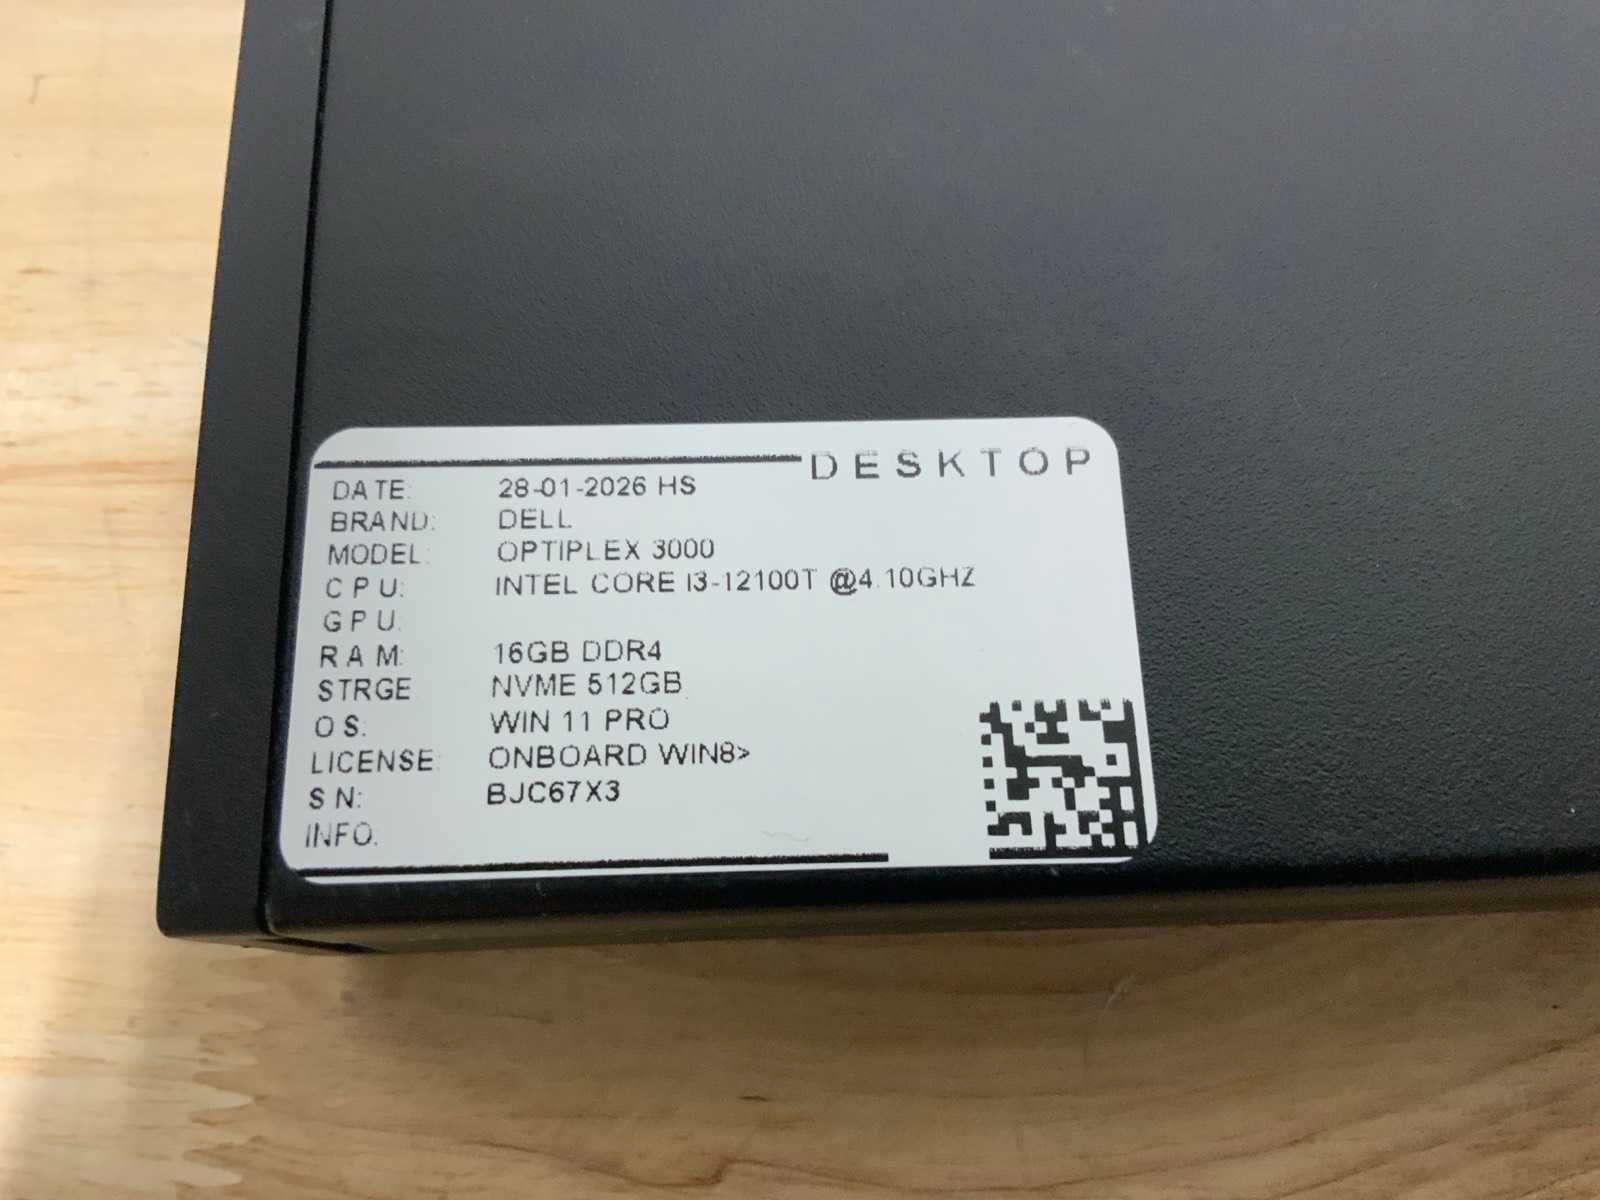 DESKTOP
DATE: 28-01-2026 HS
BRAND: DELL
MODEL: OPTIPLEX 3000
CPU: INTEL CORE I3-12100T @4.10GHZ
GPU:
RAM: 16GB DDR4
STRGE NVME 512GB
OS: WIN 11 PRO
LICENSE: ONBOARD WIN8>
SN: BJC67X3
INFO: